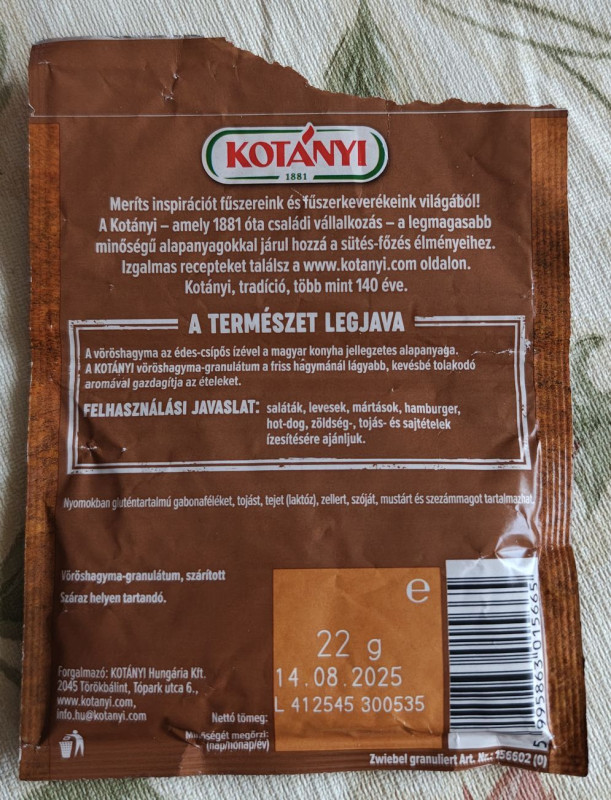 KOTÁNYI
1881
Meríts inspirációt fűszereink és fűszerkeverékeink világából!
A Kotányi – amely 1881 óta családi vállalkozás – a legmagasabb
minőségű alapanyagokkal járul hozzá a sütés-főzés élményeihez.
Izgalmas recepteket találsz a www.kotanyi.com oldalon.
Kotányi, tradíció, több mint 140 éve.
A TERMÉSZET LEGJAVA
A vöröshagyma az édes-csípős ízével a magyar konyha jellegzetes alapanyaga.
A KOTÁNYI vöröshagyma-granulátum a friss hagymánál lágyabb, kevésbé tolakodó
aromával gazdagítja az ételeket.
FELHASZNÁLÁSI JAVASLAT: saláták, levesek, mártások, hamburger,
hot-dog, zöldség-, tojás- és sajtételek
ízesítésére ajánljuk.
Nyomokban gluténtartalmú gabonaféléket, tojást, tejet (laktóz), zellert, szóját, mustárt és szezámmagot tartalmazhat.
Vöröshagyma-granulátum, szárított
Száraz helyen tartandó.
Forgalmazó: KOTÁNYI Hungária Kft.
2045 Törökbálint, Tópark utca 6.,
www.kotanyi.com,
info.hu@kotanyi.com
Nettó tömeg:
Minőségét megőrzi:
(nap/hónap/év)
e
22 g
14.08.2025
L 412545 300535
5 995863 015665
Zwiebel granuliert Art. Nr.: 156602 (0)